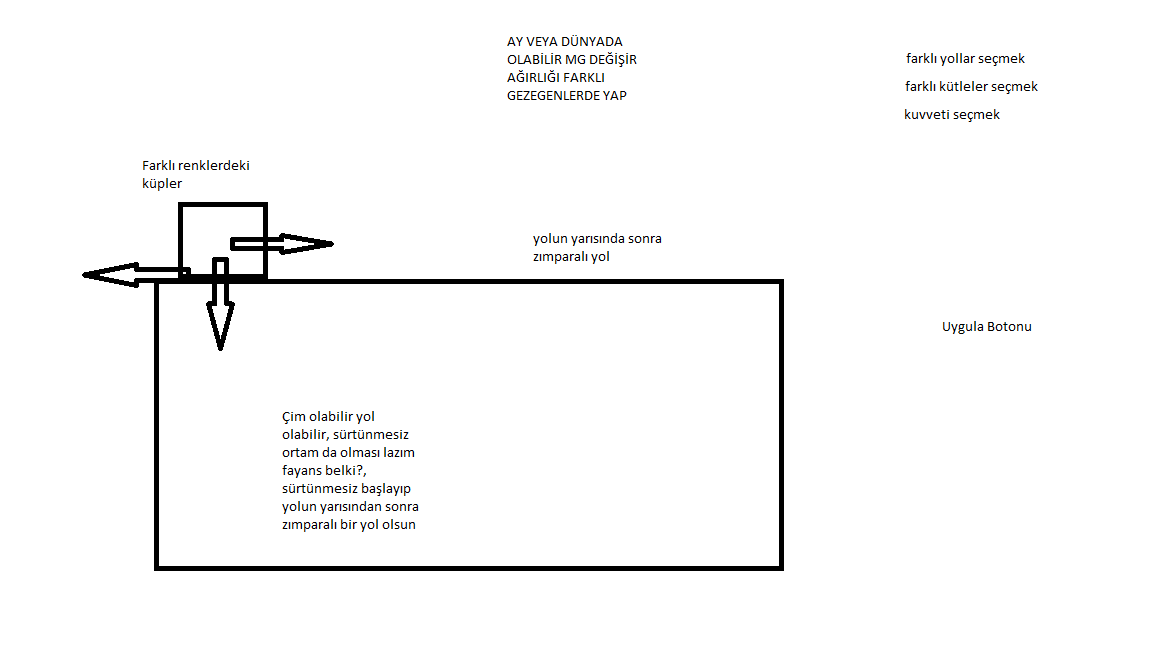 AY VEYA DÜNYADA
OLABİLİR MG DEĞİŞİR
AĞIRLIĞI FARKLI
GEZEGENLERDE YAP
farklı yollar seçmek
farklı kütleler seçmek
kuvveti seçmek
Farklı renklerdeki
küpler
yolun yarısında sonra
zımparalı yol
Uygula Botonu
Çim olabilir yol
olabilir, sürtünmesiz
ortam da olması lazım
fayans belki?,
sürtünmesiz başlayıp
yolun yarısından sonra
zımparalı bir yol olsun